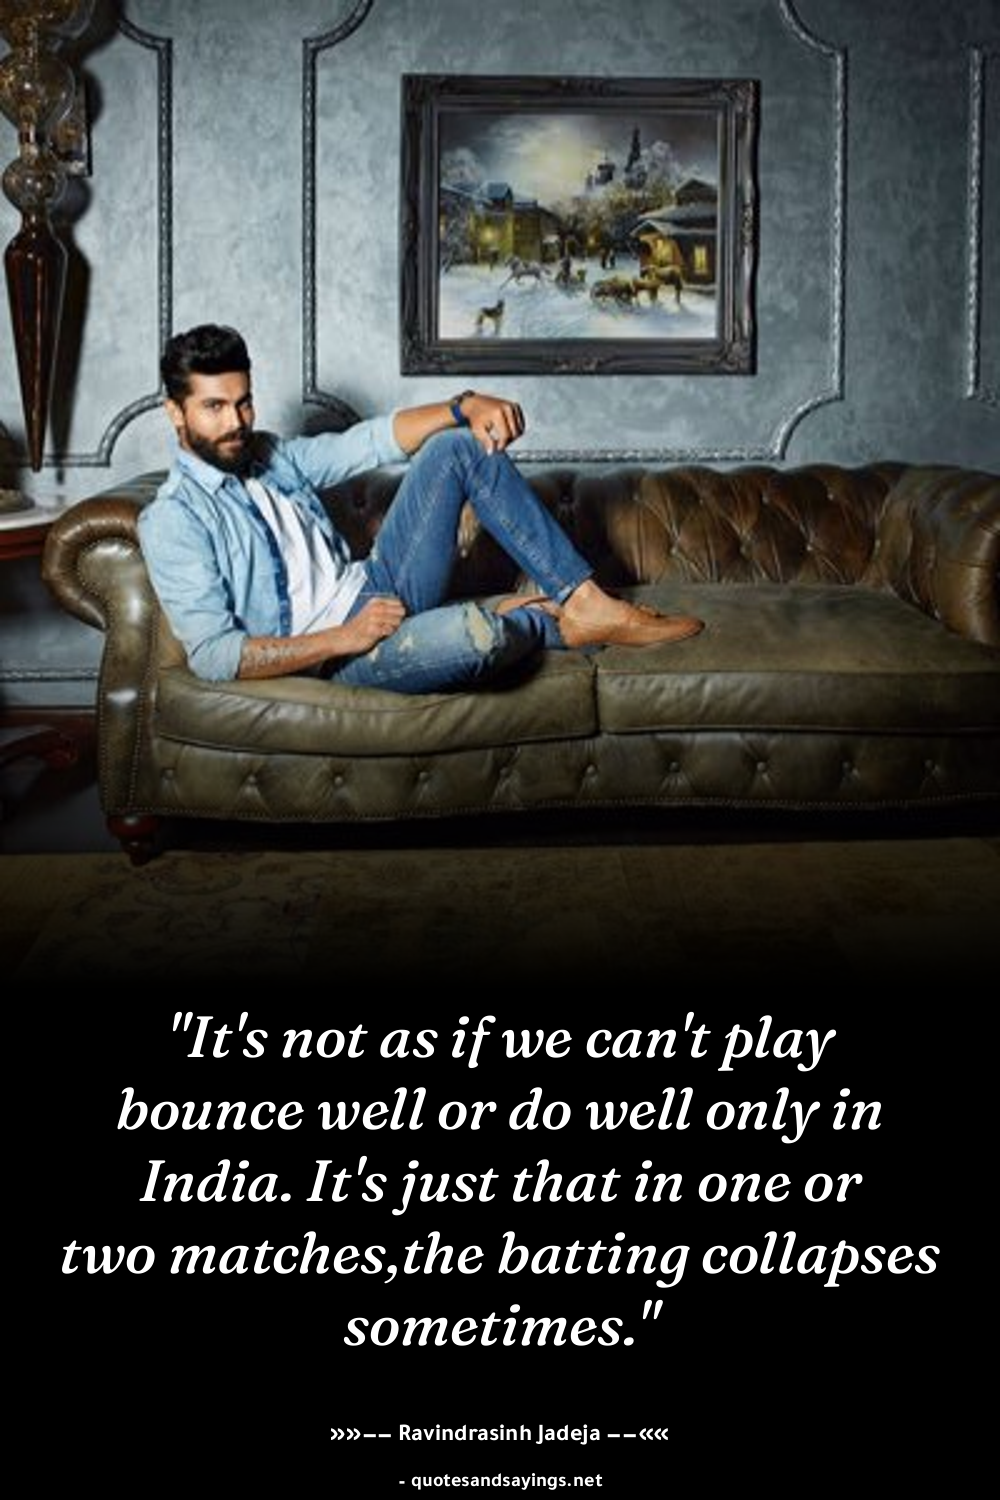 "It's not as if we can't play
bounce well or do well only in
India. It's just that in one or
two matches,the batting collapses
sometimes."
»»−− Ravindrasinh Jadeja −−««
- quotesandsayings.net